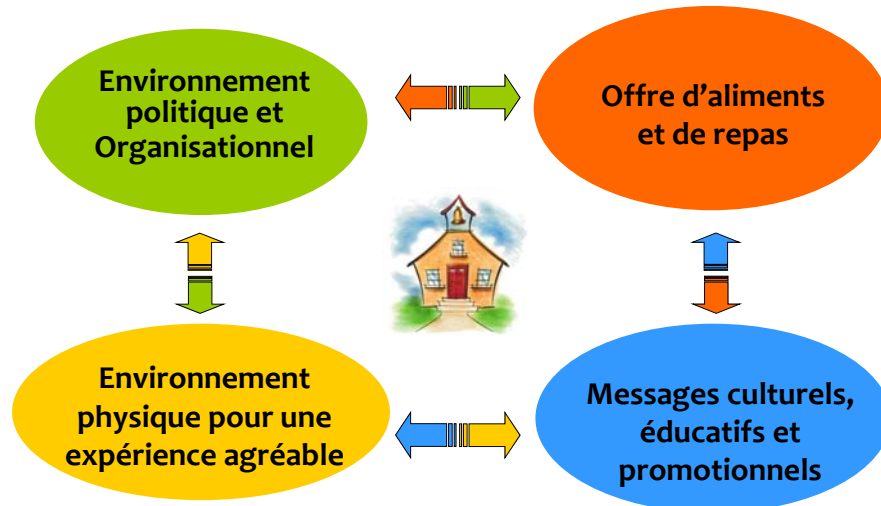 Environnement
politique et
Organisationnel
Offre d’aliments
et de repas
Environnement
physique pour une
expérience agréable
Messages culturels,
éducatifs et
promotionnels